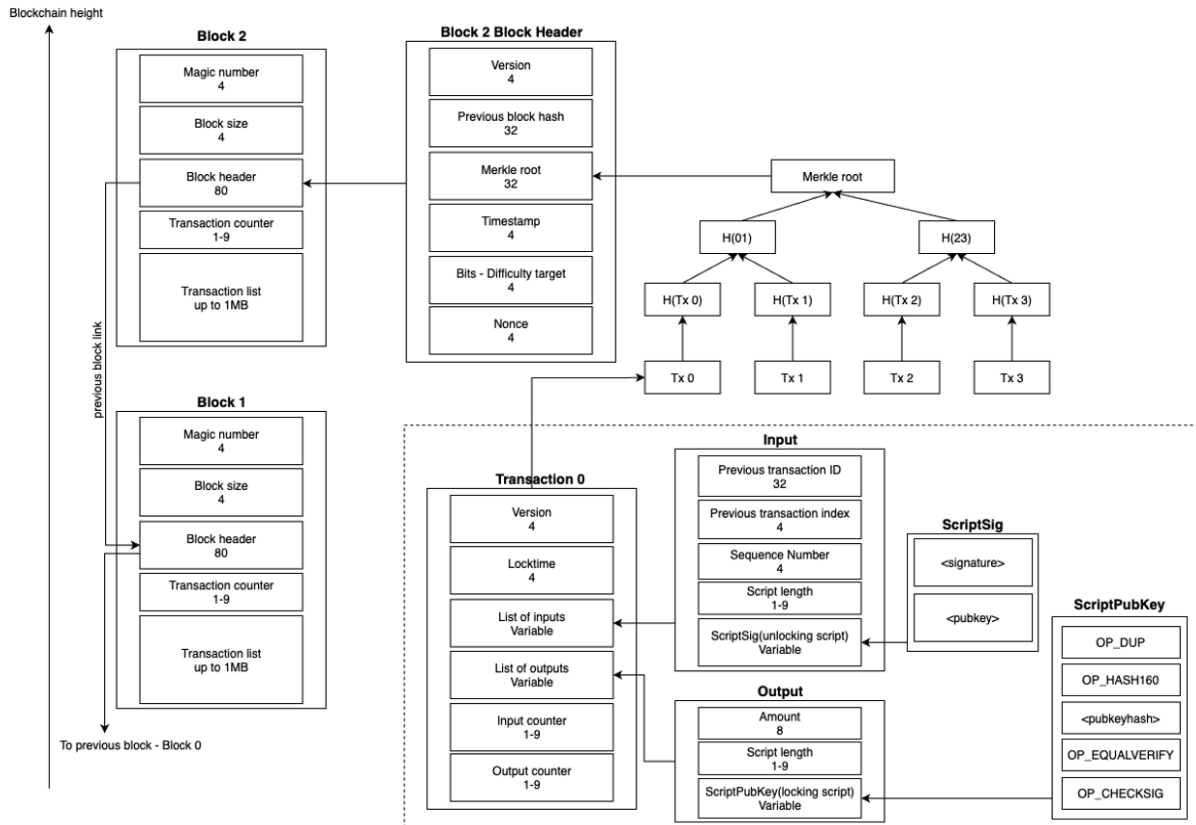 Blockchain height
Block 2
Magic number
4
Block size
4
Block header
80
Transaction counter
1-9
Transaction list
up to 1MB
previous block link
Block 1
Magic number
4
Block size
4
Block header
80
Transaction counter
1-9
Transaction list
up to 1MB
To previous block - Block 0
Block 2 Block Header
Version
4
Previous block hash
32
Merkle root
32
Timestamp
4
Bits - Difficulty target
4
Nonce
4
Merkle root
H(01)
H(23)
H(Tx 0)
H(Tx 1)
H(Tx 2)
H(Tx 3)
Tx 0
Tx 1
Tx 2
Tx 3
Transaction 0
Version
4
Locktime
4
List of inputs
Variable
List of outputs
Variable
Input counter
1-9
Output counter
1-9
Input
Previous transaction ID
32
Previous transaction index
4
Sequence Number
4
Script length
1-9
ScriptSig(unlocking script)
Variable
Output
Amount
8
Script length
1-9
ScriptPubKey(locking script)
Variable
ScriptSig
<signature>
<pubkey>
ScriptPubKey
OP_DUP
OP_HASH160
<pubkeyhash>
OP_EQUALVERIFY
OP_CHECKSIG